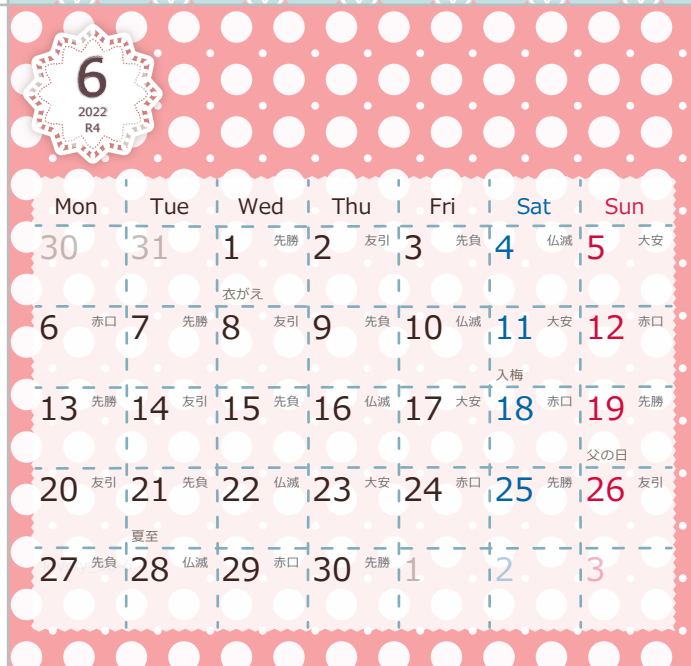 6
2022
R4
Mon Tue Wed Thu Fri Sat Sun
30 31 1 先勝 2 友引 3 先負 4 仏滅 5 大安
衣がえ
6 赤口 7 先勝 8 友引 9 先負 10 仏滅 11 大安 12 赤口
入梅
13 先勝 14 友引 15 先負 16 仏滅 17 大安 18 赤口 19 先勝
父の日
20 友引 21 先負 22 仏滅 23 大安 24 赤口 25 先勝 26 友引
夏至
27 先負 28 仏滅 29 赤口 30 先勝 1 2 3